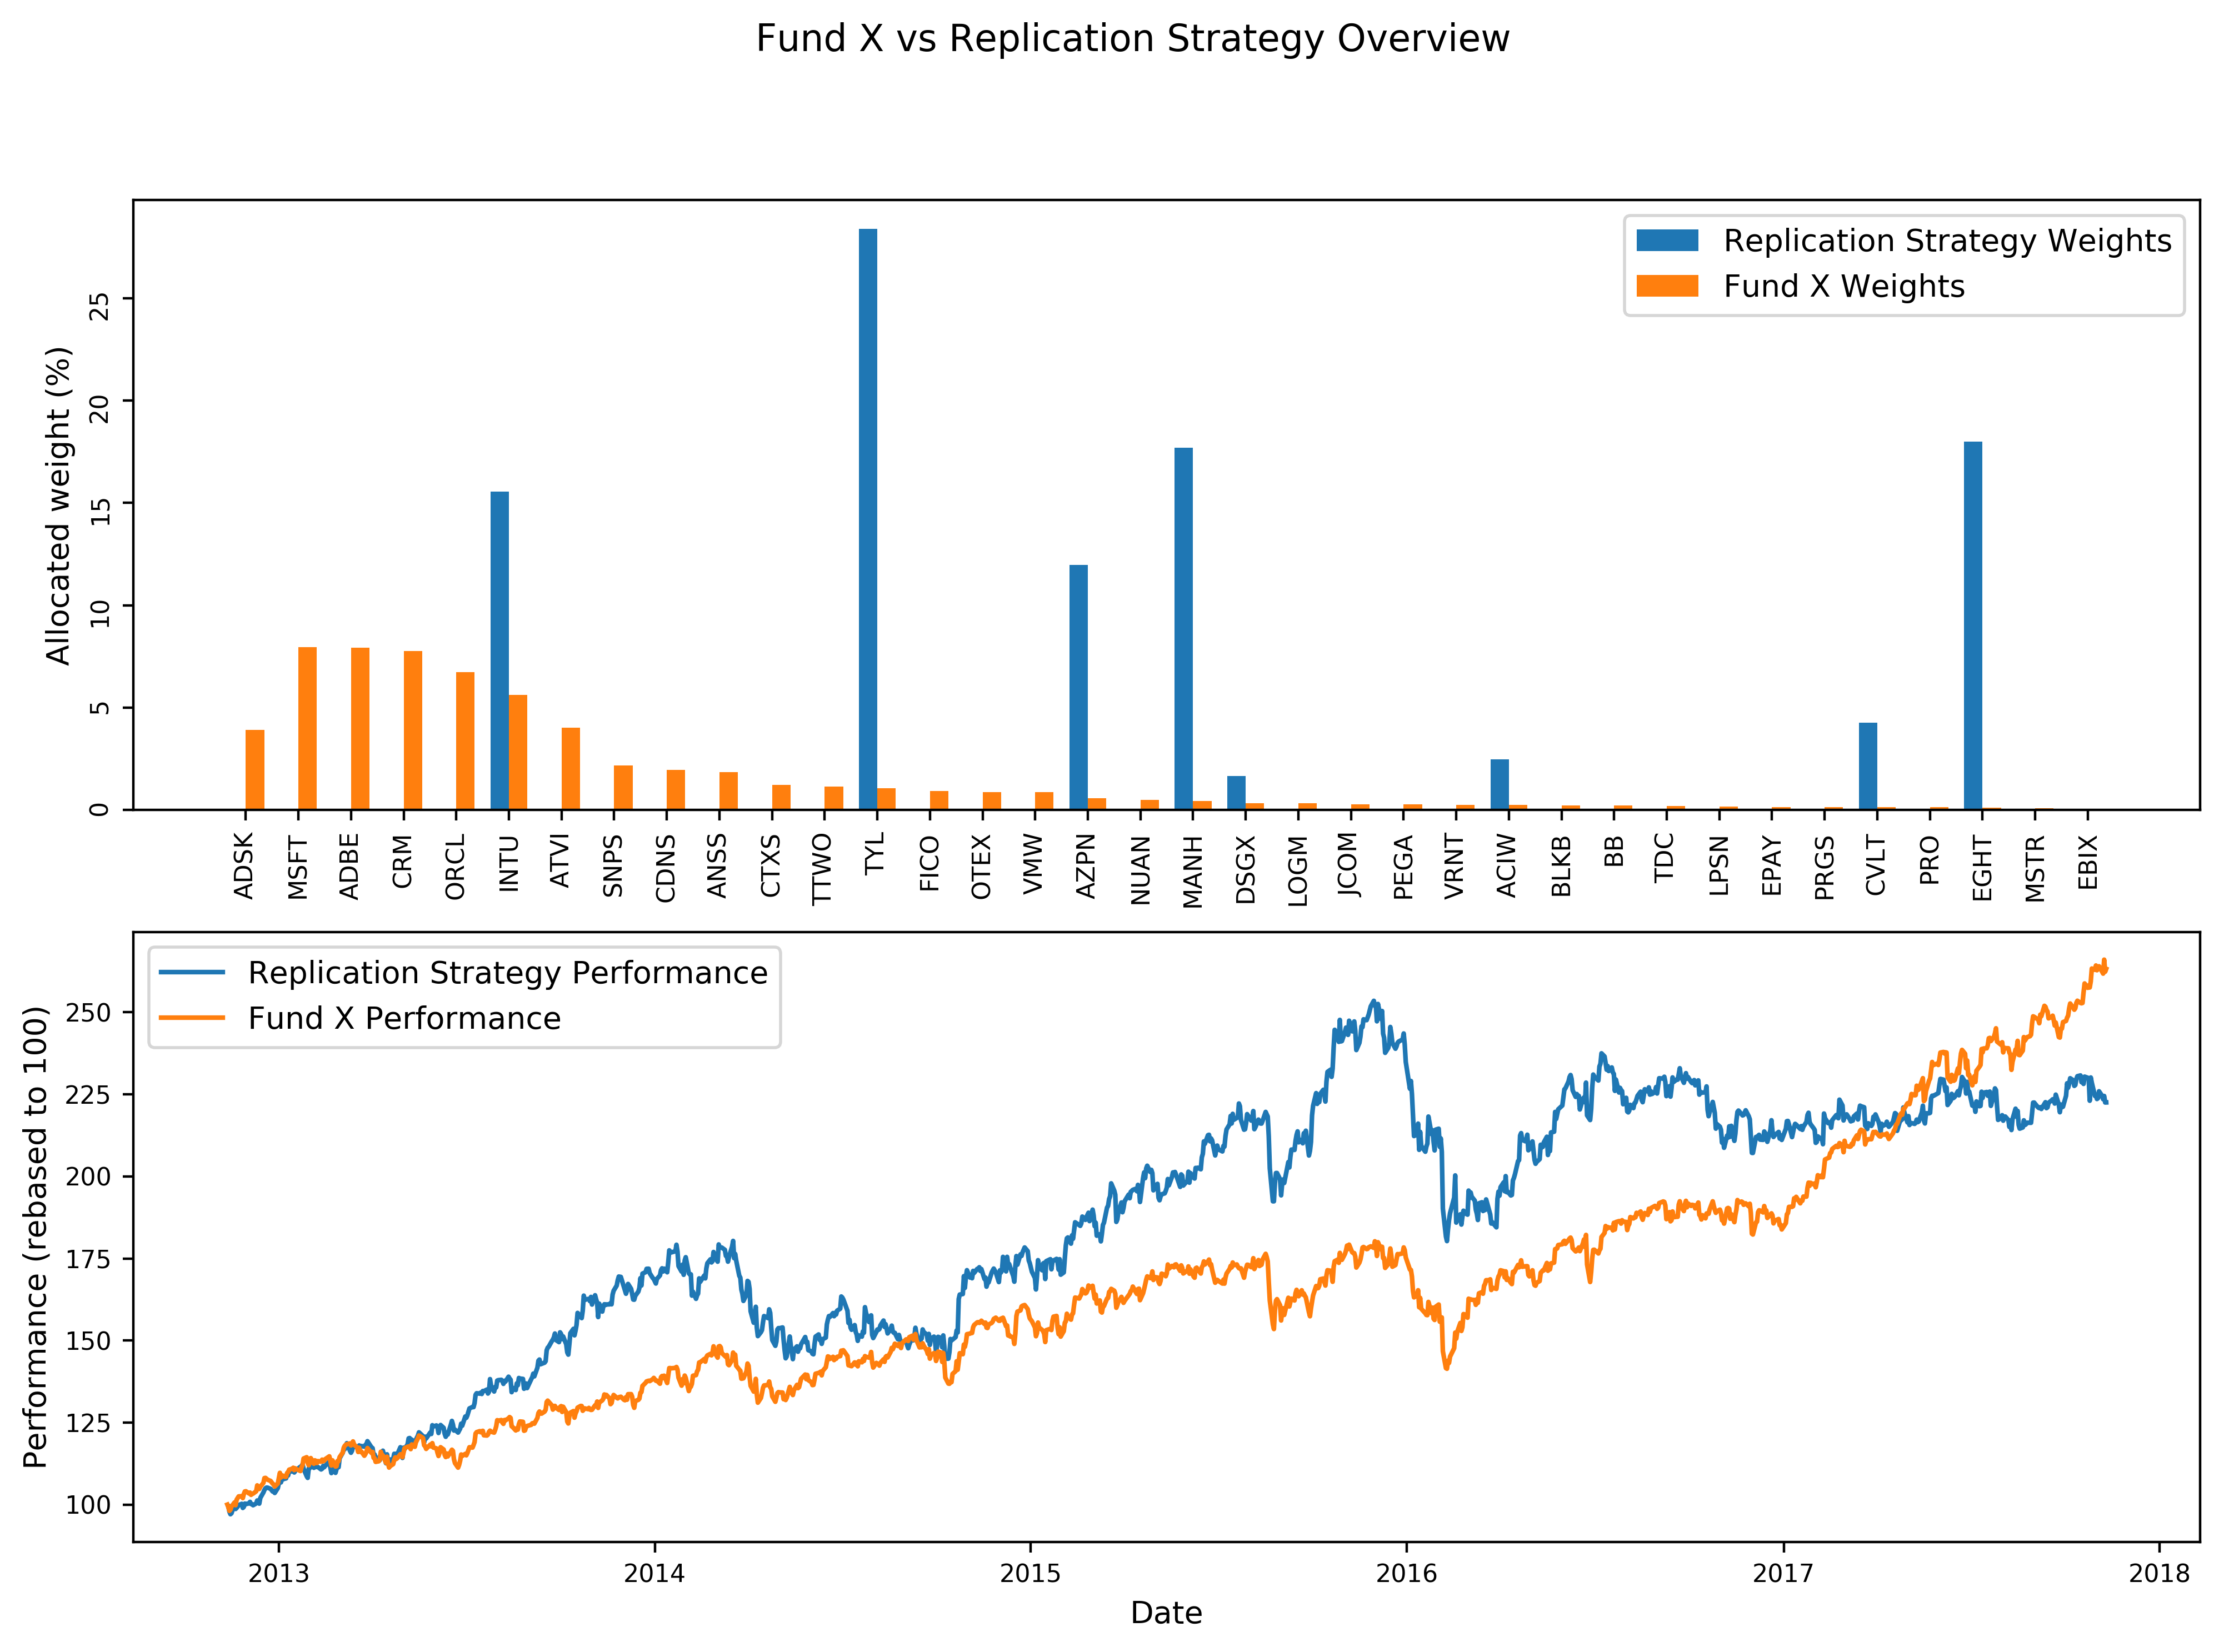 Fund X vs Replication Strategy Overview
Replication Strategy Weights
Fund X Weights
Allocated weight (%)
25
20
15
10
5
0
ADSK MSFT ADBE CRM ORCL INTU ATVI SNPS CDNS ANSS CTXS TTWO TYL FICO OTEX VMW AZPN NUAN MANH DSGX LOGM JCOM PEGA VRNT ACIW BLKB BB TDC LPSN EPAY PRGS CVLT PRO EGHT MSTR EBIX
Replication Strategy Performance
Fund X Performance
Performance (rebased to 100)
250
225
200
175
150
125
100
2013 2014 2015 2016 2017 2018
Date